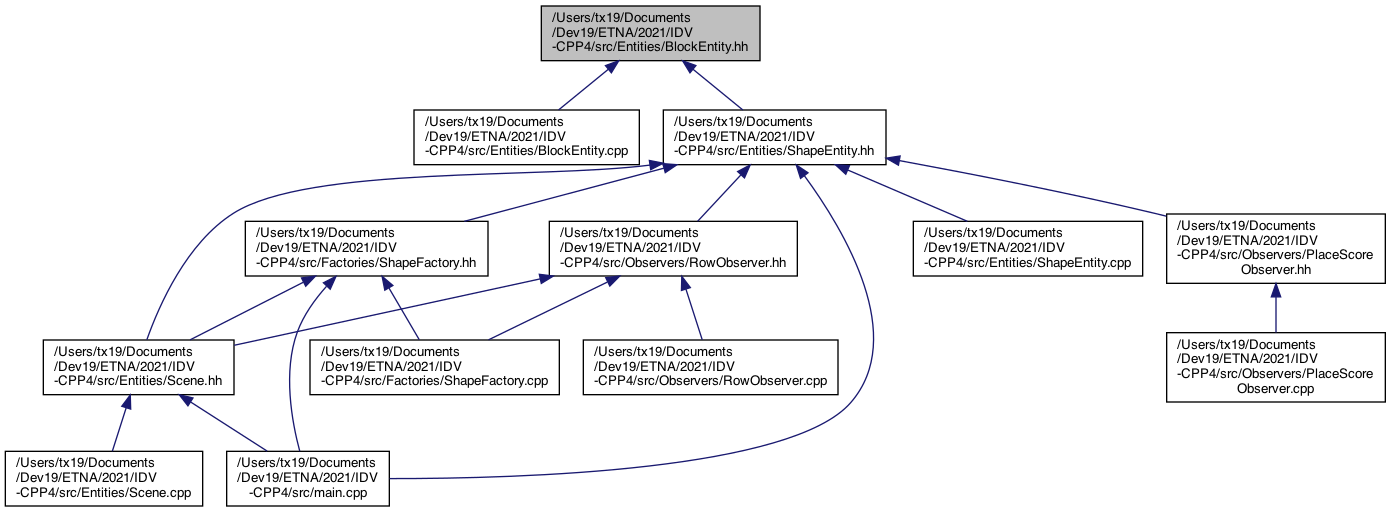 /Users/tx19/Documents
/Dev19/ETNA/2021/IDV
-CPP4/src/Entities/BlockEntity.hh
/Users/tx19/Documents
/Dev19/ETNA/2021/IDV
-CPP4/src/Entities/BlockEntity.cpp
/Users/tx19/Documents
/Dev19/ETNA/2021/IDV
-CPP4/src/Entities/ShapeEntity.hh
/Users/tx19/Documents
/Dev19/ETNA/2021/IDV
-CPP4/src/Factories/ShapeFactory.hh
/Users/tx19/Documents
/Dev19/ETNA/2021/IDV
-CPP4/src/Observers/RowObserver.hh
/Users/tx19/Documents
/Dev19/ETNA/2021/IDV
-CPP4/src/Entities/ShapeEntity.cpp
/Users/tx19/Documents
/Dev19/ETNA/2021/IDV
-CPP4/src/Observers/PlaceScore
Observer.hh
/Users/tx19/Documents
/Dev19/ETNA/2021/IDV
-CPP4/src/Entities/Scene.hh
/Users/tx19/Documents
/Dev19/ETNA/2021/IDV
-CPP4/src/Factories/ShapeFactory.cpp
/Users/tx19/Documents
/Dev19/ETNA/2021/IDV
-CPP4/src/Observers/RowObserver.cpp
/Users/tx19/Documents
/Dev19/ETNA/2021/IDV
-CPP4/src/Observers/PlaceScore
Observer.cpp
/Users/tx19/Documents
/Dev19/ETNA/2021/IDV
-CPP4/src/Entities/Scene.cpp
/Users/tx19/Documents
/Dev19/ETNA/2021/IDV
-CPP4/src/main.cpp